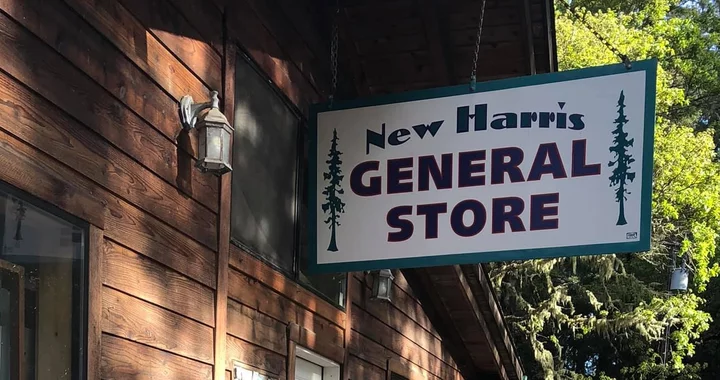 New Harris
GENERAL
STORE